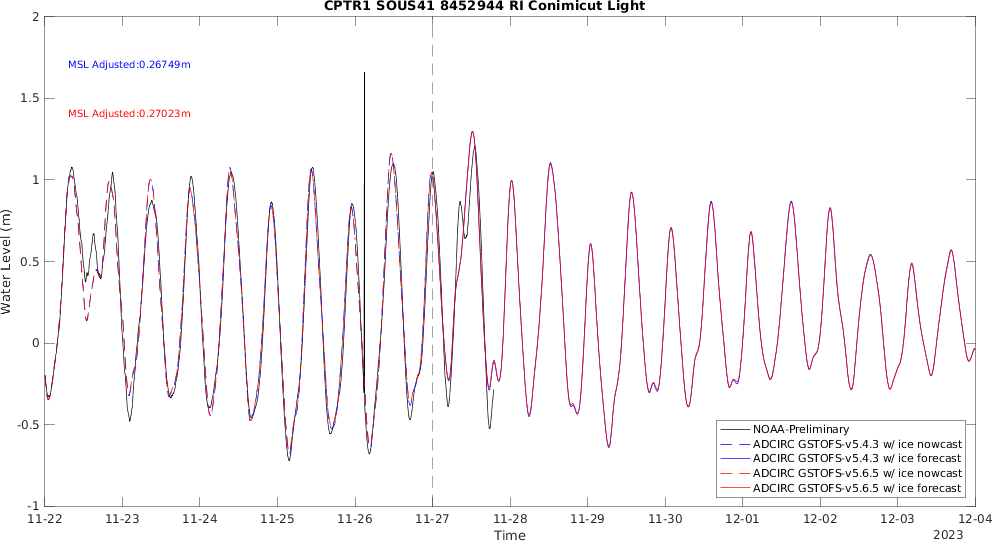 CPTR1 SOUS41 8452944 RI Conimicut Light
2
1.5
1
0.5
0
-0.5
-1
Water Level (m)
MSL Adjusted:0.26749m
MSL Adjusted:0.27023m
NOAA-Preliminary
ADCIRC GSTOFS-v5.4.3 w/ ice nowcast
ADCIRC GSTOFS-v5.4.3 w/ ice forecast
ADCIRC GSTOFS-v5.6.5 w/ ice nowcast
ADCIRC GSTOFS-v5.6.5 w/ ice forecast
11-22 11-23 11-24 11-25 11-26 11-27 11-28 11-29 11-30 12-01 12-02 12-03 12-04
Time
2023